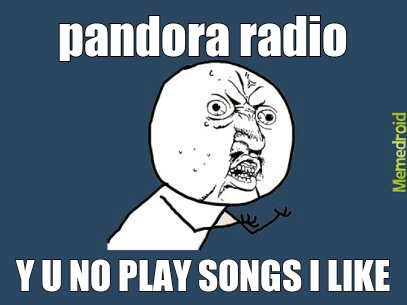 pandora radio
Memedroid
Y U NO PLAY SONGS I LIKE